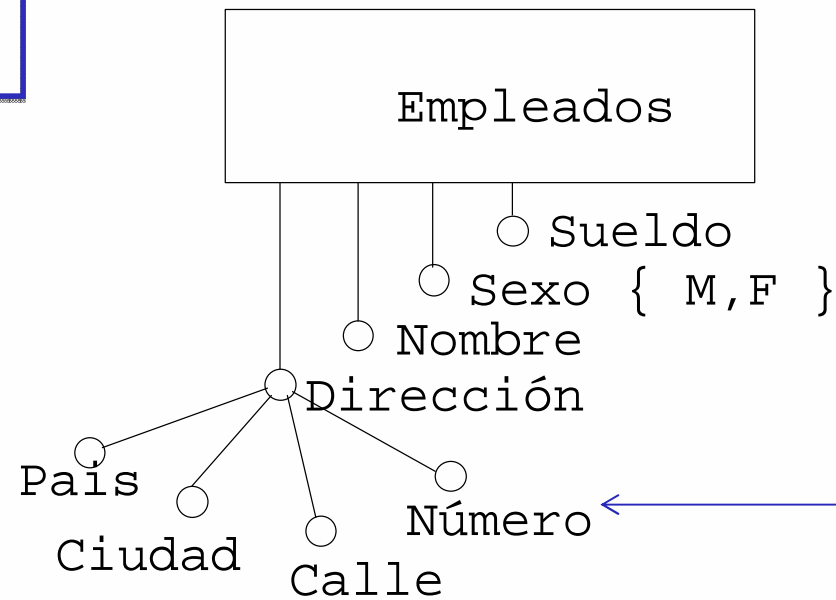 Empleados
Sueldo
Sexo { M,F }
Nombre
Dirección
País
Número
Ciudad
Calle